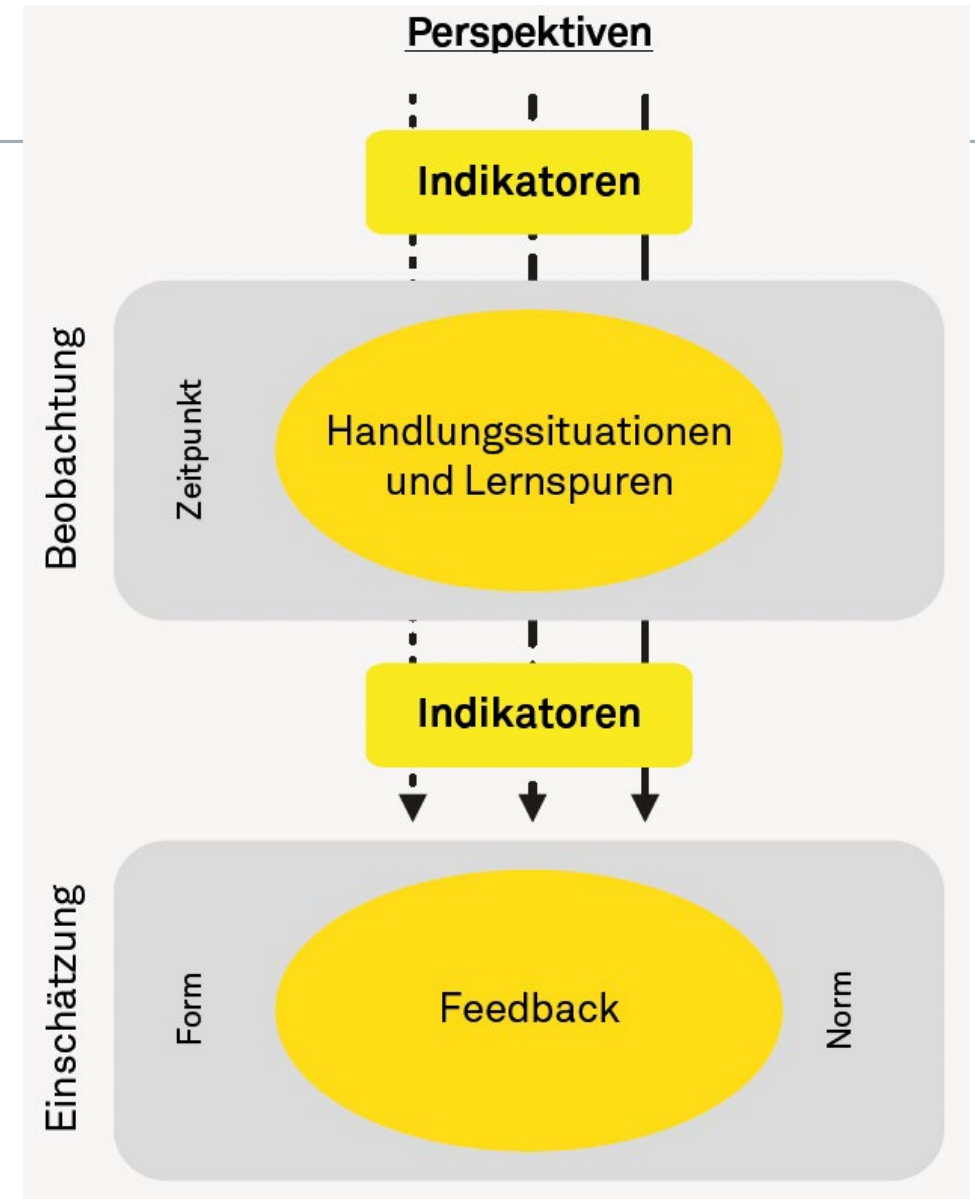 Perspektiven
Indikatoren
Beobachtung
Zeitpunkt
Handlungssituationen
und Lernspuren
Indikatoren
Einschätzung
Form
Feedback
Norm